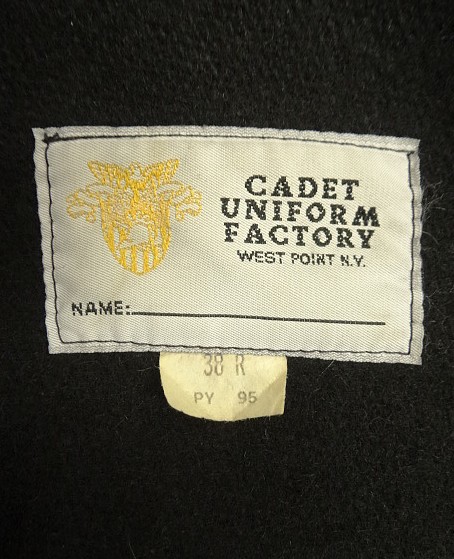 CADET
UNIFORM
FACTORY
WEST POINT N.Y.
NAME:
38 R
PY 95